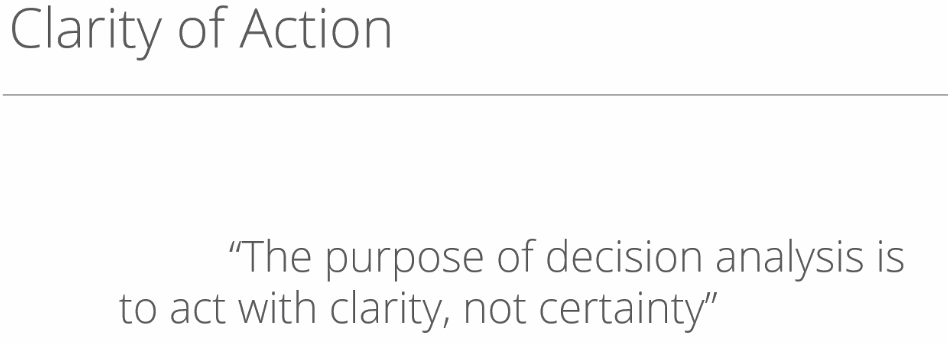 Clarity of Action
“The purpose of decision analysis is
to act with clarity, not certainty”